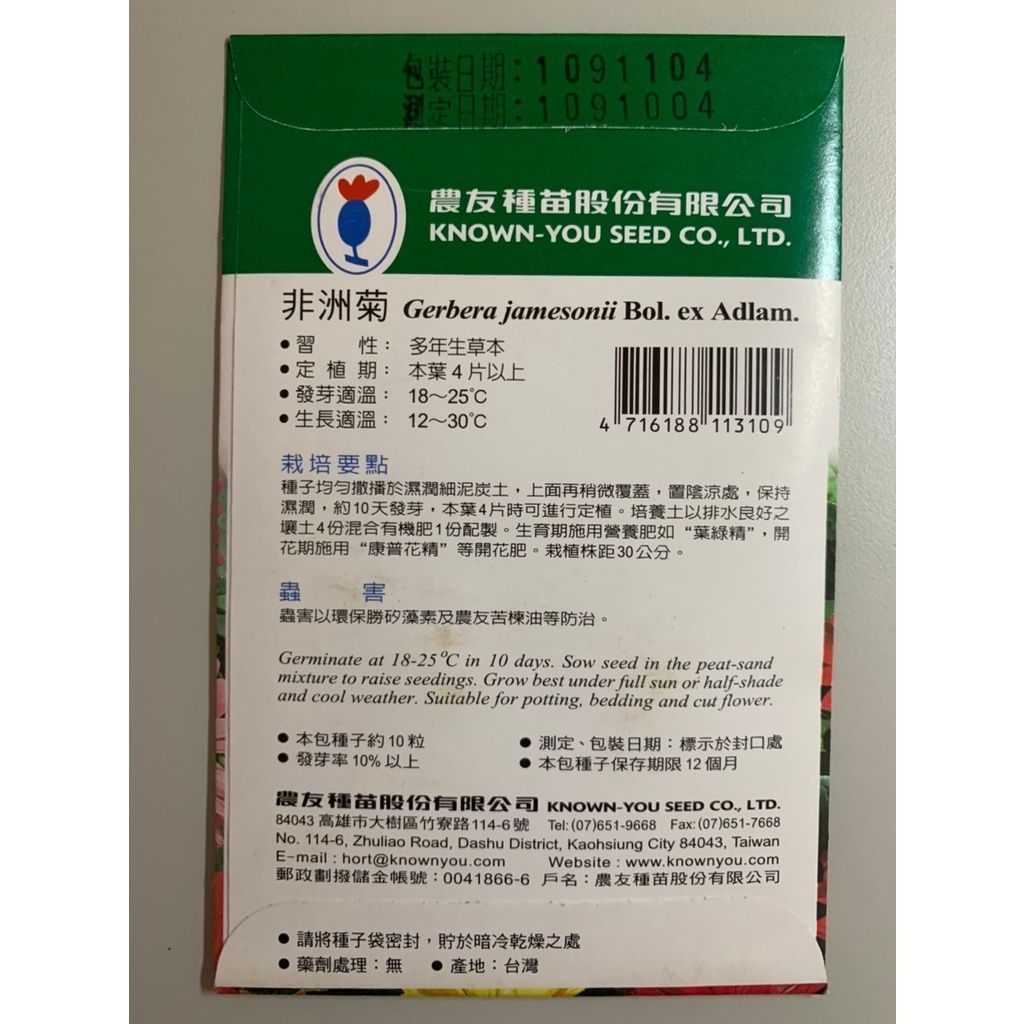 包裝日期：1091104
測定日期：1091004
農友種苗股份有限公司
KNOWN-YOU SEED CO., LTD.
非洲菊 Gerbera jamesonii Bol. ex Adlam.
●習　　性： 多年生草本
●定 植 期： 本葉4片以上
●發芽適溫： 18～25℃
●生長適溫： 12～30℃
4 716188 113109
栽培要點
種子均勻撒播於濕潤細泥炭土，上面再稍微覆蓋，置陰涼處，保持
濕潤，約10天發芽，本葉4片時可進行定植。培養土以排水良好之
壤土4份混合有機肥1份配製。生育期施用營養肥如“葉綠精”，開
花期施用“康普花精”等開花肥。栽植株距30公分。
蟲　　害
蟲害以環保勝矽藻素及農友苦楝油等防治。
Germinate at 18-25°C in 10 days. Sow seed in the peat-sand
mixture to raise seedings. Grow best under full sun or half-shade
and cool weather. Suitable for potting, bedding and cut flower.
●本包種子約10粒　●測定、包裝日期：標示於封口處
●發芽率10%以上　●本包種子保存期限12個月
農友種苗股份有限公司 KNOWN-YOU SEED CO., LTD.
84043 高雄市大樹區竹寮路114-6號 Tel:(07)651-9668 Fax:(07)651-7668
No. 114-6, Zhuliao Road, Dashu District, Kaohsiung City 84043, Taiwan
E-mail : hort@knownyou.com Website : www.knownyou.com
郵政劃撥儲金帳號：0041866-6 戶名：農友種苗股份有限公司
●請將種子袋密封，貯於暗冷乾燥之處
●藥劑處理：無 ●產地：台灣